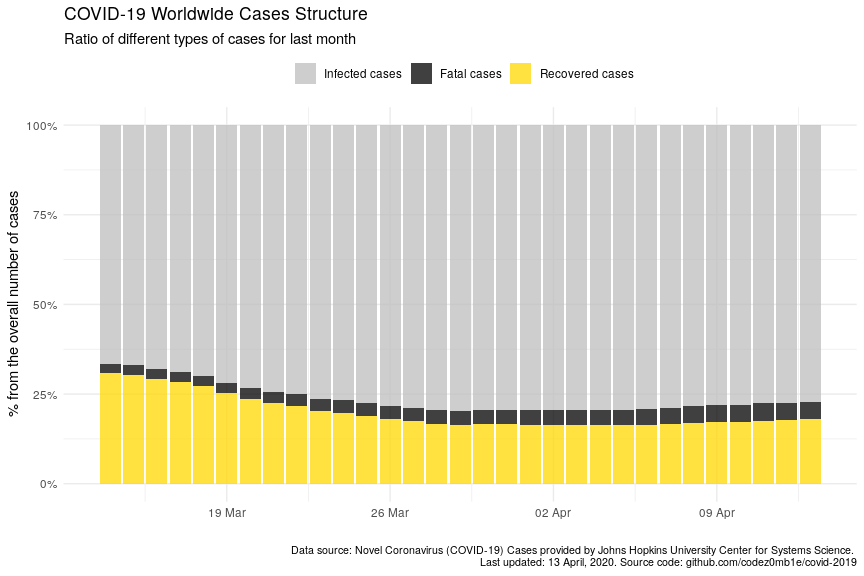 COVID-19 Worldwide Cases Structure
Ratio of different types of cases for last month
Infected cases Fatal cases Recovered cases
% from the overall number of cases
100%
75%
50%
25%
0%
19 Mar 26 Mar 02 Apr 09 Apr
Data source: Novel Coronavirus (COVID-19) Cases provided by Johns Hopkins University Center for Systems Science.
Last updated: 13 April, 2020. Source code: github.com/codez0mb1e/covid-2019